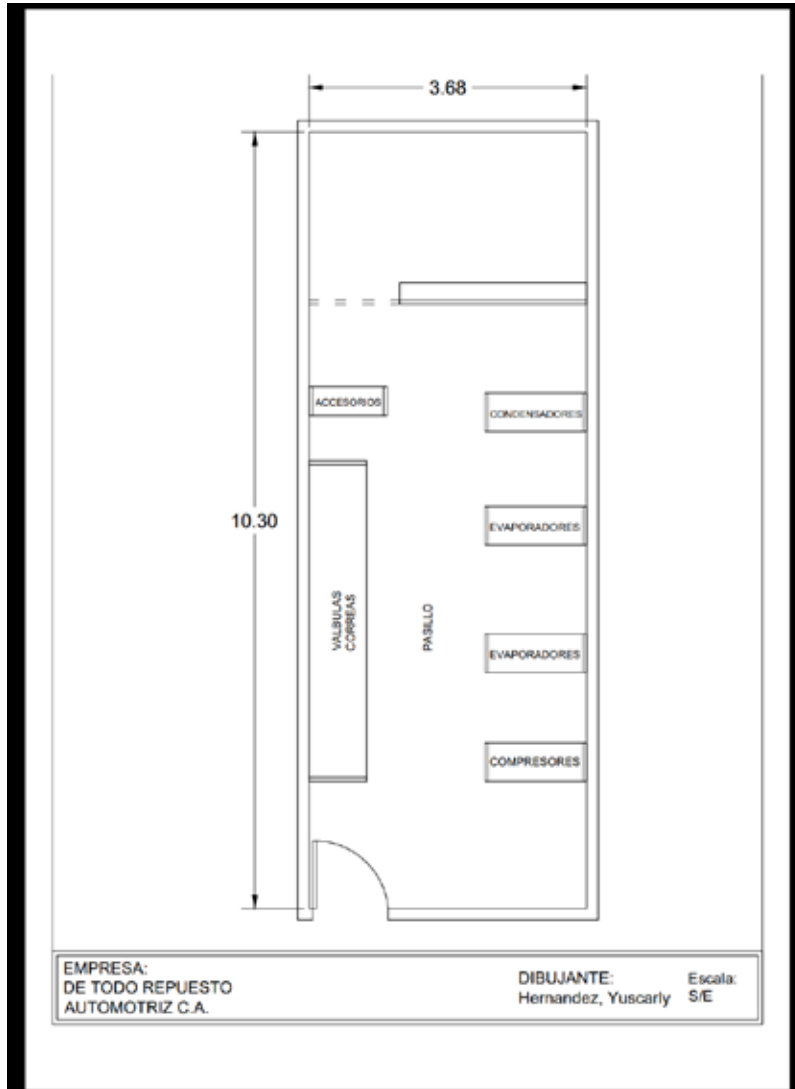 3.68
ACCESORIOS
CONDENSADORES
10.30
EVAPORADORES
VALBULAS
CORREAS
PASILLO
EVAPORADORES
COMPRESORES
EMPRESA:
DE TODO REPUESTO
AUTOMOTRIZ C.A.
DIBUJANTE:
Hernandez, Yuscarly
Escala:
S/E